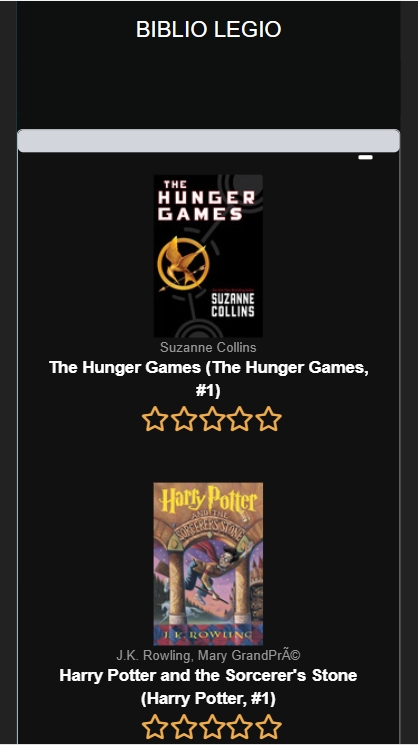 BIBLIO LEGIO
THE
HUNGER
GAMES
SUZANNE
COLLINS
Suzanne Collins
The Hunger Games (The Hunger Games,
#1)
Harry Potter
AND THE
SORCERER'S STONE
J. K. ROWLING
J.K. Rowling, Mary GrandPrÃ©
Harry Potter and the Sorcerer's Stone
(Harry Potter, #1)